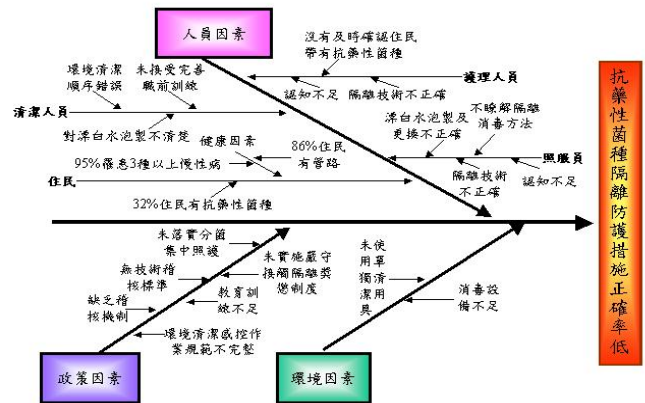 人員因素
沒有及時確認住民
帶有抗藥性菌種
護理人員
認知不足
隔離技術不正確
環境清潔
順序錯誤
未接受完善
職前訓練
清潔人員
對漂白水泡製不清楚
漂白水泡製及
更換不正確
不瞭解隔離
消毒方法
照服員
隔離技術
不正確
認知不足
健康因素
86%住民
有管路
95%罹患3種以上慢性病
住民
32%住民有抗藥性菌種
抗藥性菌種隔離防護措施正確率低
未落實分菌
集中照護
無技術稽
核標準
缺乏稽
核機制
未實施嚴守
接觸隔離獎
懲制度
教育訓
練不足
環境清潔感控作
業規範不完整
政策因素
未使
用單
獨清
潔用
具
消毒設
備不足
環境因素